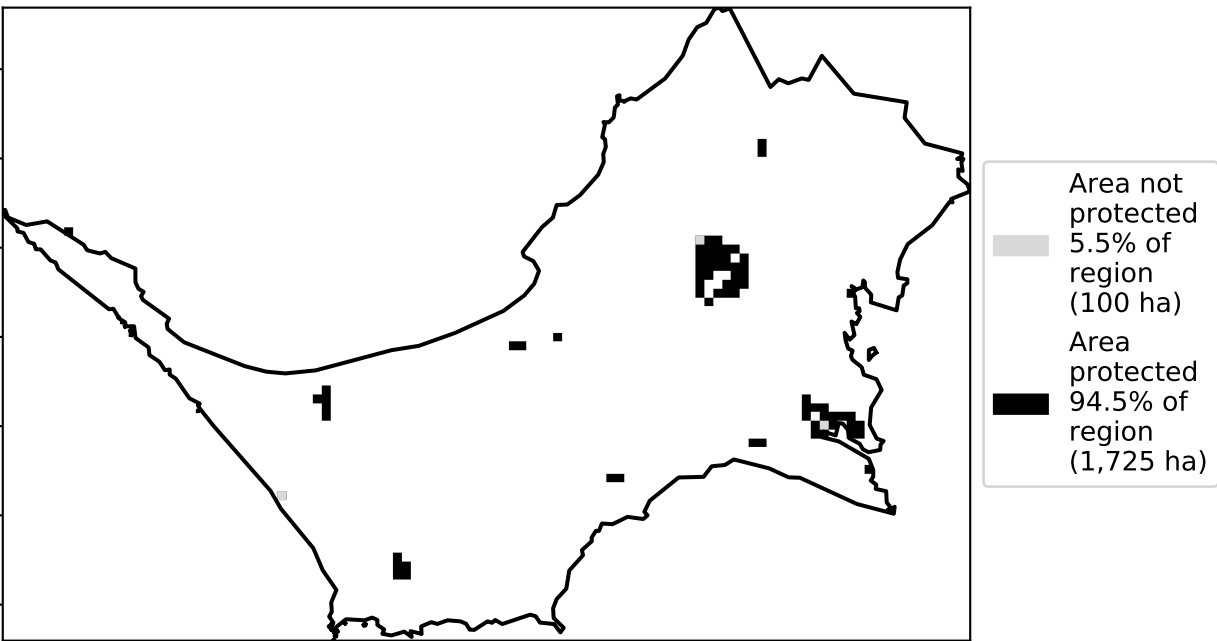 Area not
protected
5.5% of
region
(100 ha)
Area
protected
94.5% of
region
(1,725 ha)